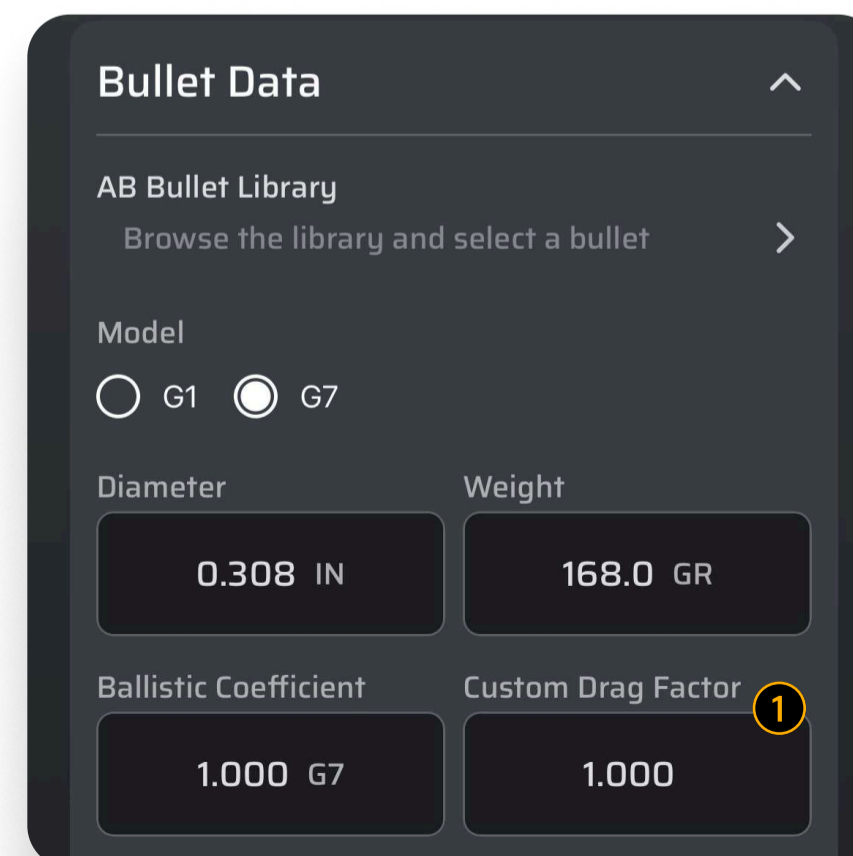 Bullet Data
AB Bullet Library
Browse the library and select a bullet
Model
G1 G7
Diameter Weight
0.308 IN 168.0 GR
Ballistic Coefficient Custom Drag Factor
1
1.000 G7 1.000